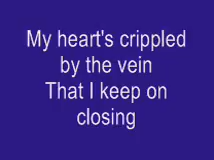 My heart's crippled
by the vein
That I keep on
closing